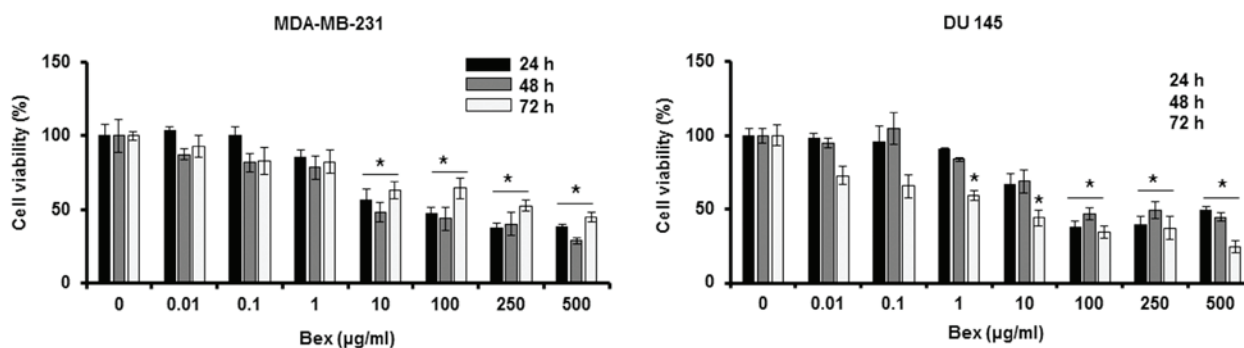 MDA-MB-231
Cell viability (%)
150
100
50
0
24 h
48 h
72 h
*
*
*
*
0 0.01 0.1 1 10 100 250 500
Bex (µg/ml)
DU 145
Cell viability (%)
150
100
50
0
24 h
48 h
72 h
*
*
*
*
*
0 0.01 0.1 1 10 100 250 500
Bex (µg/ml)